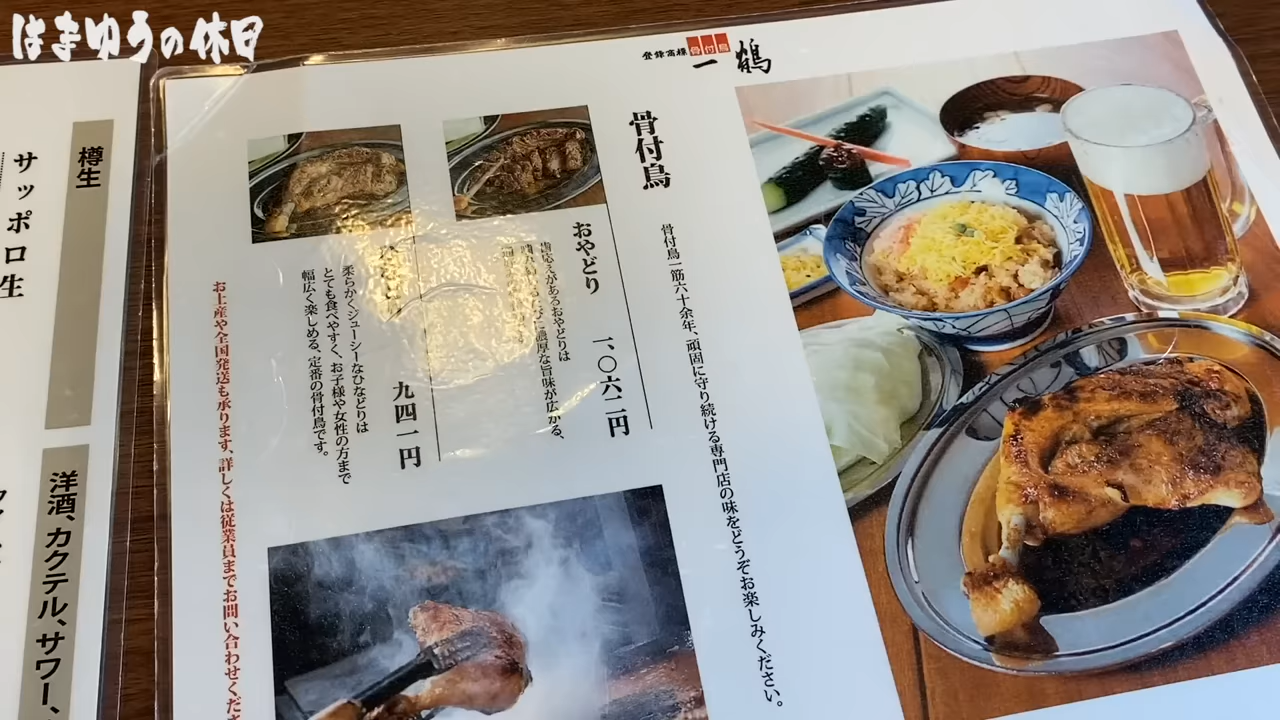 はまゆうの休日
登録商標 骨付鳥 一鶴
骨付鳥
骨付鳥一筋六十余年、頑固に守り続ける専門店の味をどうぞお楽しみください。
おやどり
一、〇六二円
歯応えがあるおやどりは
濃厚な旨味が広がる、
九四一円
柔らかくジューシーなひなどりは
とても食べやすく、お子様や女性の方まで
幅広く楽しめる、定番の骨付鳥です。
お土産や全国発送も承ります、詳しくは従業員までお問い合わせくださ
樽生
サッポロ生
洋酒、カクテル、サワー、